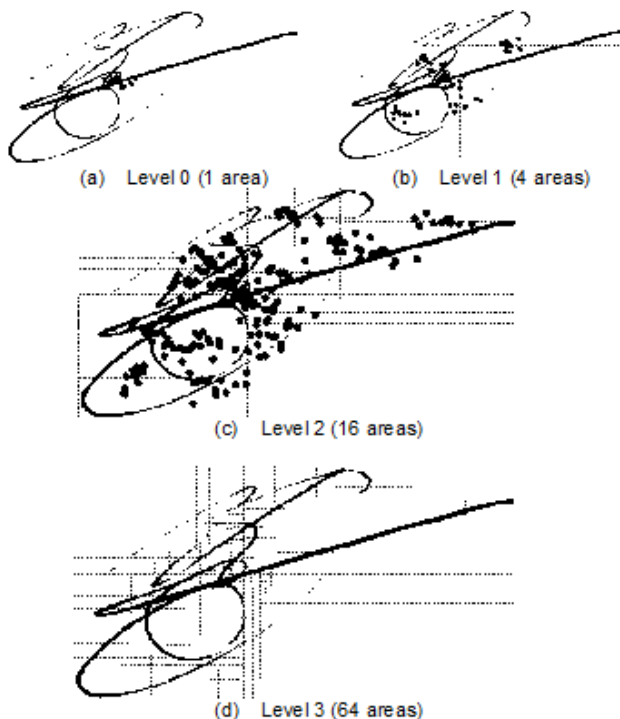 (a) Level 0 (1 area)
(b) Level 1 (4 areas)
(c) Level 2 (16 areas)
(d) Level 3 (64 areas)